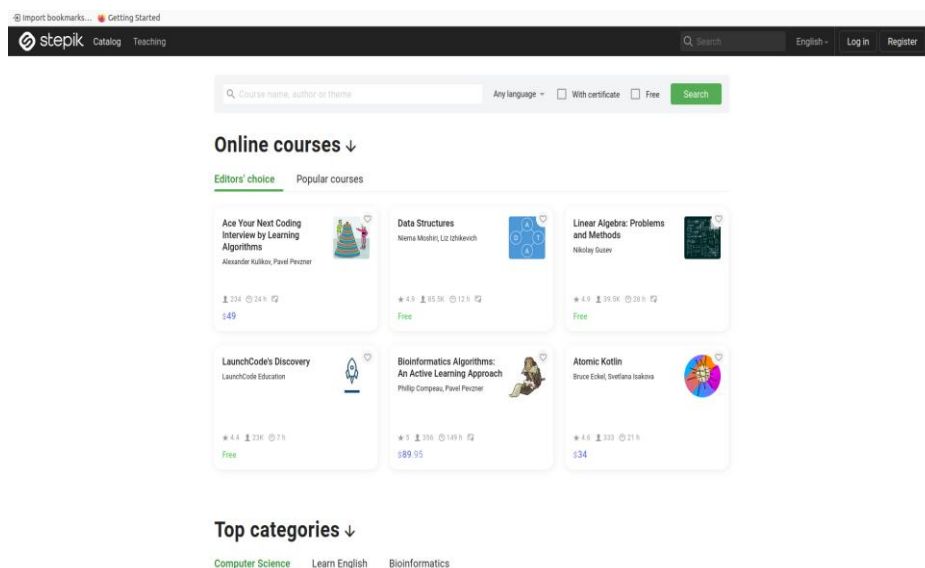 Import bookmarks... Getting Started
stepik Catalog Teaching Search English Log in Register
Course name, author or theme Any language With certificate Free Search
Online courses ↓
Editors' choice Popular courses
Ace Your Next Coding
Interview by Learning
Algorithms
Alexander Kulikov, Pavel Pevzner
234 24 h
$49
Data Structures
Niema Moshiri, Liz Izhikevich
4.9 85.5K 12 h
Free
Linear Algebra: Problems
and Methods
Nikolay Gusev
4.9 39.5K 28 h
Free
LaunchCode's Discovery
LaunchCode Education
4.4 23K 7 h
Free
Bioinformatics Algorithms:
An Active Learning Approach
Phillip Compeau, Pavel Pevzner
5 356 149 h
$89.95
Atomic Kotlin
Bruce Eckel, Svetlana Isakova
4.6 333 21 h
$34
Top categories ↓
Computer Science Learn English Bioinformatics